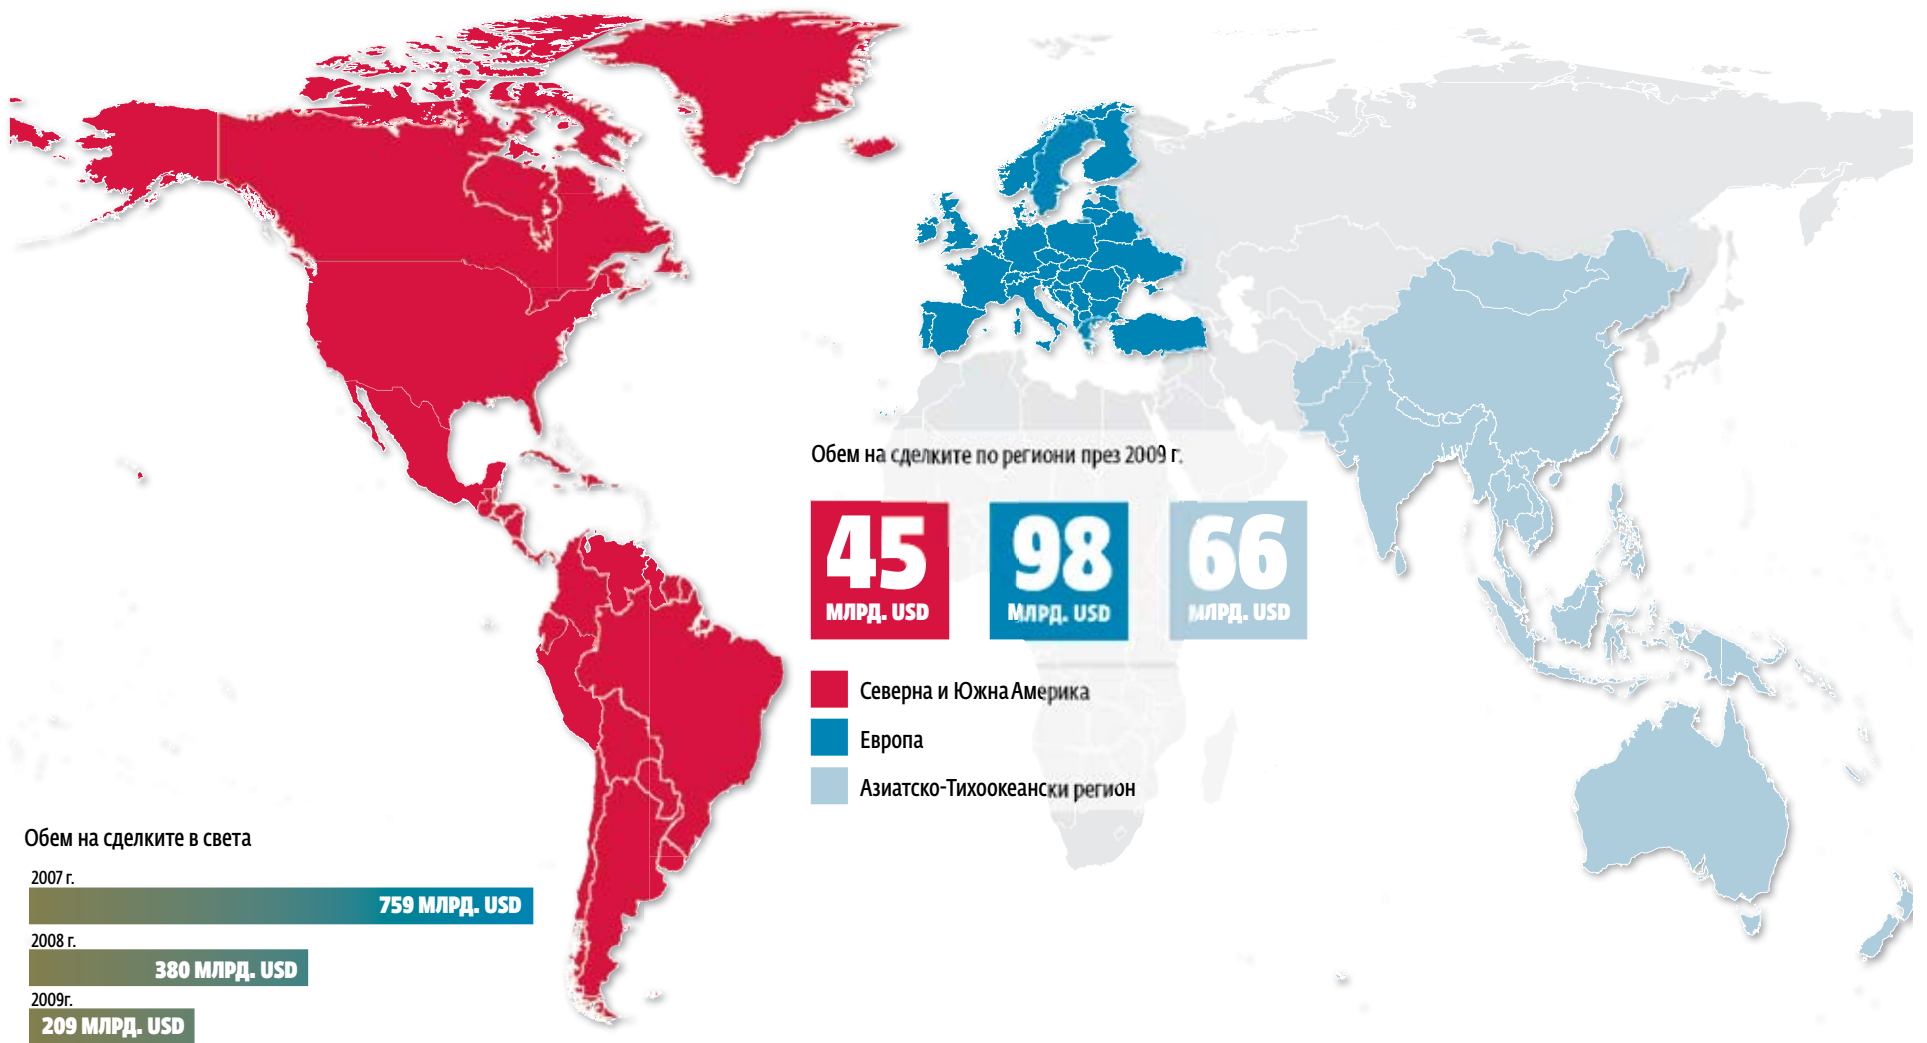 Обем на сделките по региони през 2009 г.
45
МЛРД. USD
98
МЛРД. USD
66
МЛРД. USD
Северна и Южна Америка
Европа
Азиатско-Тихоокеански регион
Обем на сделките в света
2007 г.
759 МЛРД. USD
2008 г.
380 МЛРД. USD
2009г.
209 МЛРД. USD